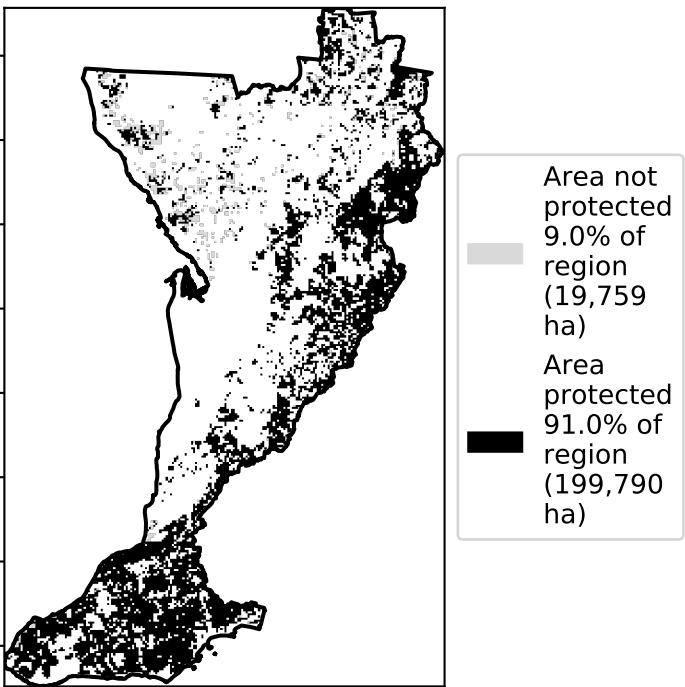 Area not
protected
9.0% of
region
(19,759
ha)
Area
protected
91.0% of
region
(199,790
ha)